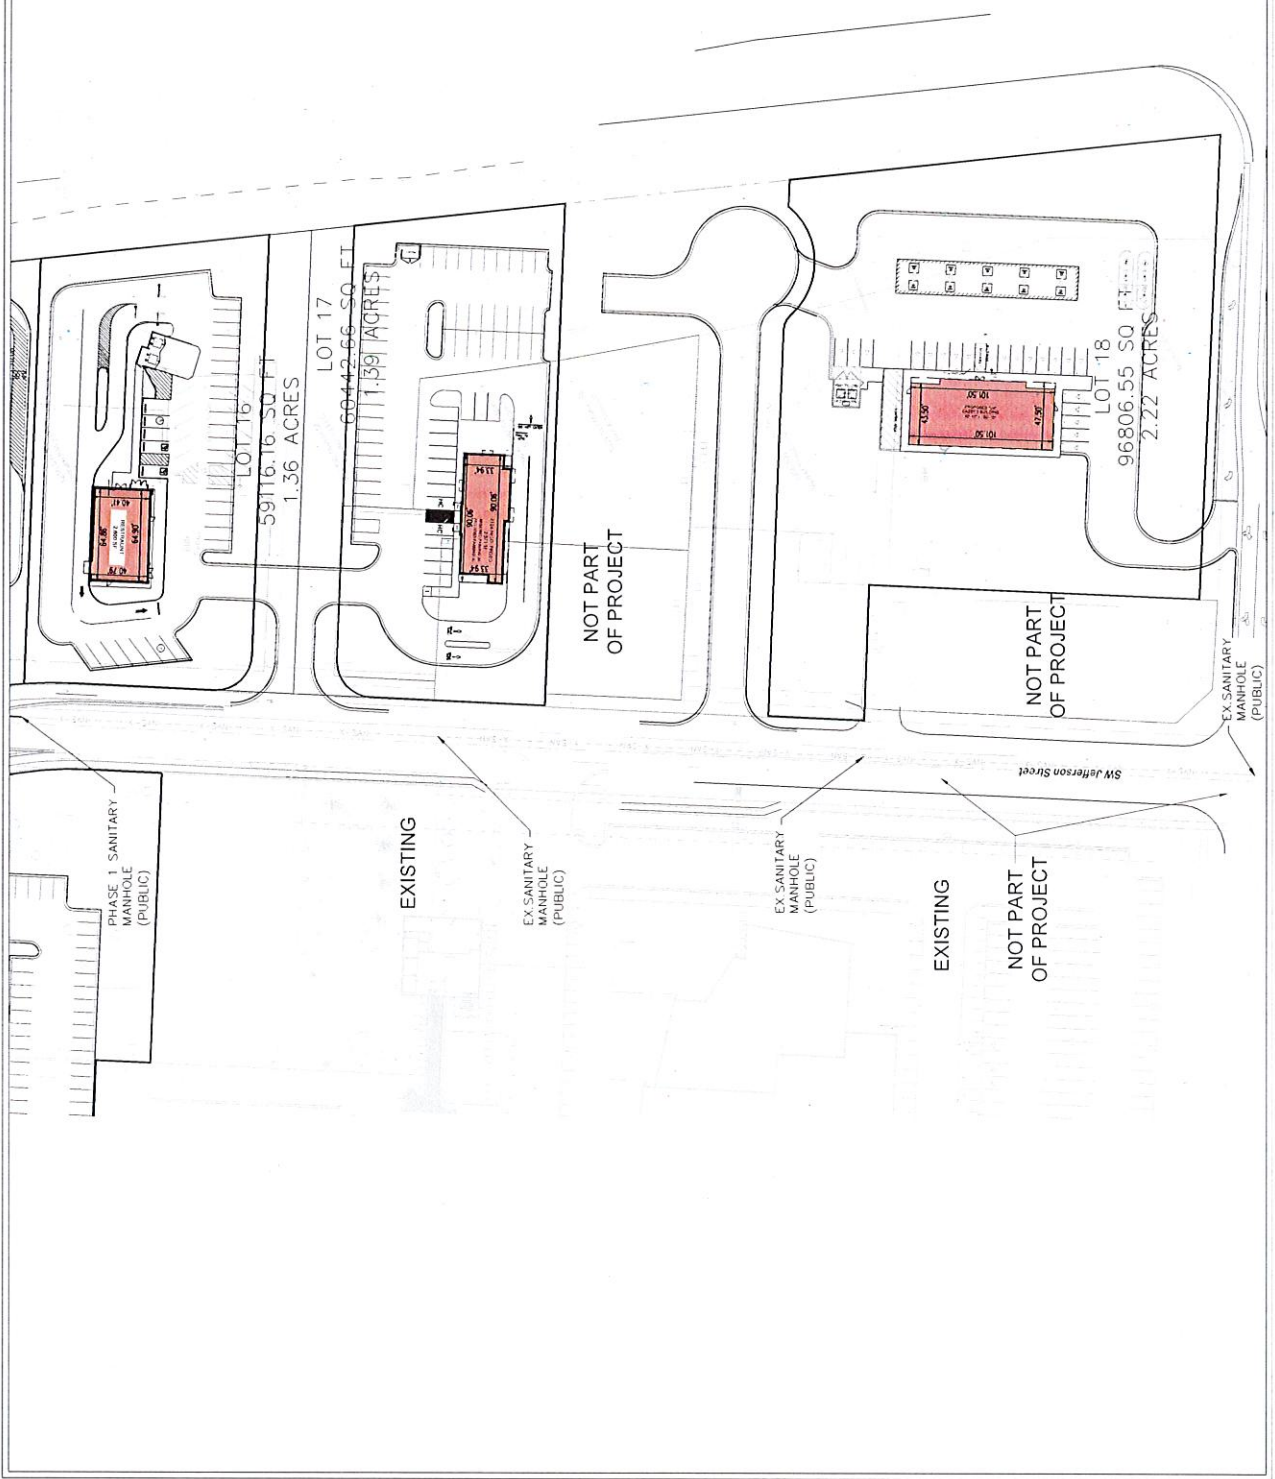 LOT 16
59116.16 SQ FT
1.36 ACRES
LOT 17
60442.66 SQ FT
1.39 ACRES
40.41'
64.86'
RESTAURANT
64.90'
40.79'
33.94'
90.06'
90.06'
33.94'
NOT PART
OF PROJECT
101.50'
43.50'
47.50'
101.50'
LOT 18
96806.55 SQ FT
2.22 ACRES
NOT PART
OF PROJECT
EX.SANITARY
MANHOLE
(PUBLIC)
SW Jefferson Street
PHASE 1 SANITARY
MANHOLE
(PUBLIC)
EXISTING
EX.SANITARY
MANHOLE
(PUBLIC)
EX.SANITARY
MANHOLE
(PUBLIC)
EXISTING
NOT PART
OF PROJECT